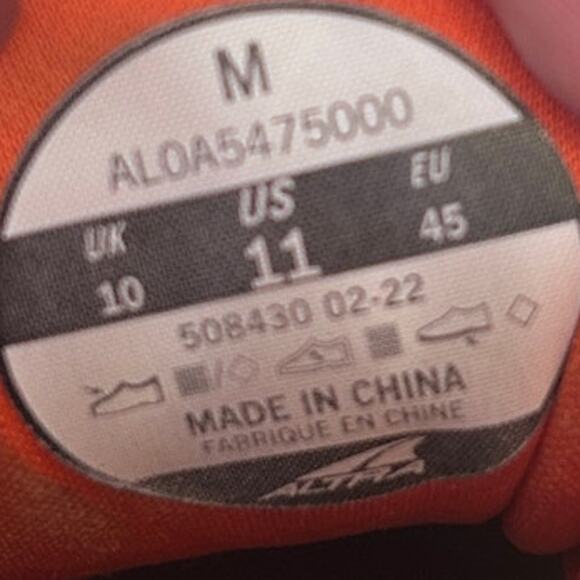 M
AL0A5475000
UK US EU
10 11 45
508430 02-22
MADE IN CHINA
FABRIQUE EN CHINE
ALTRA